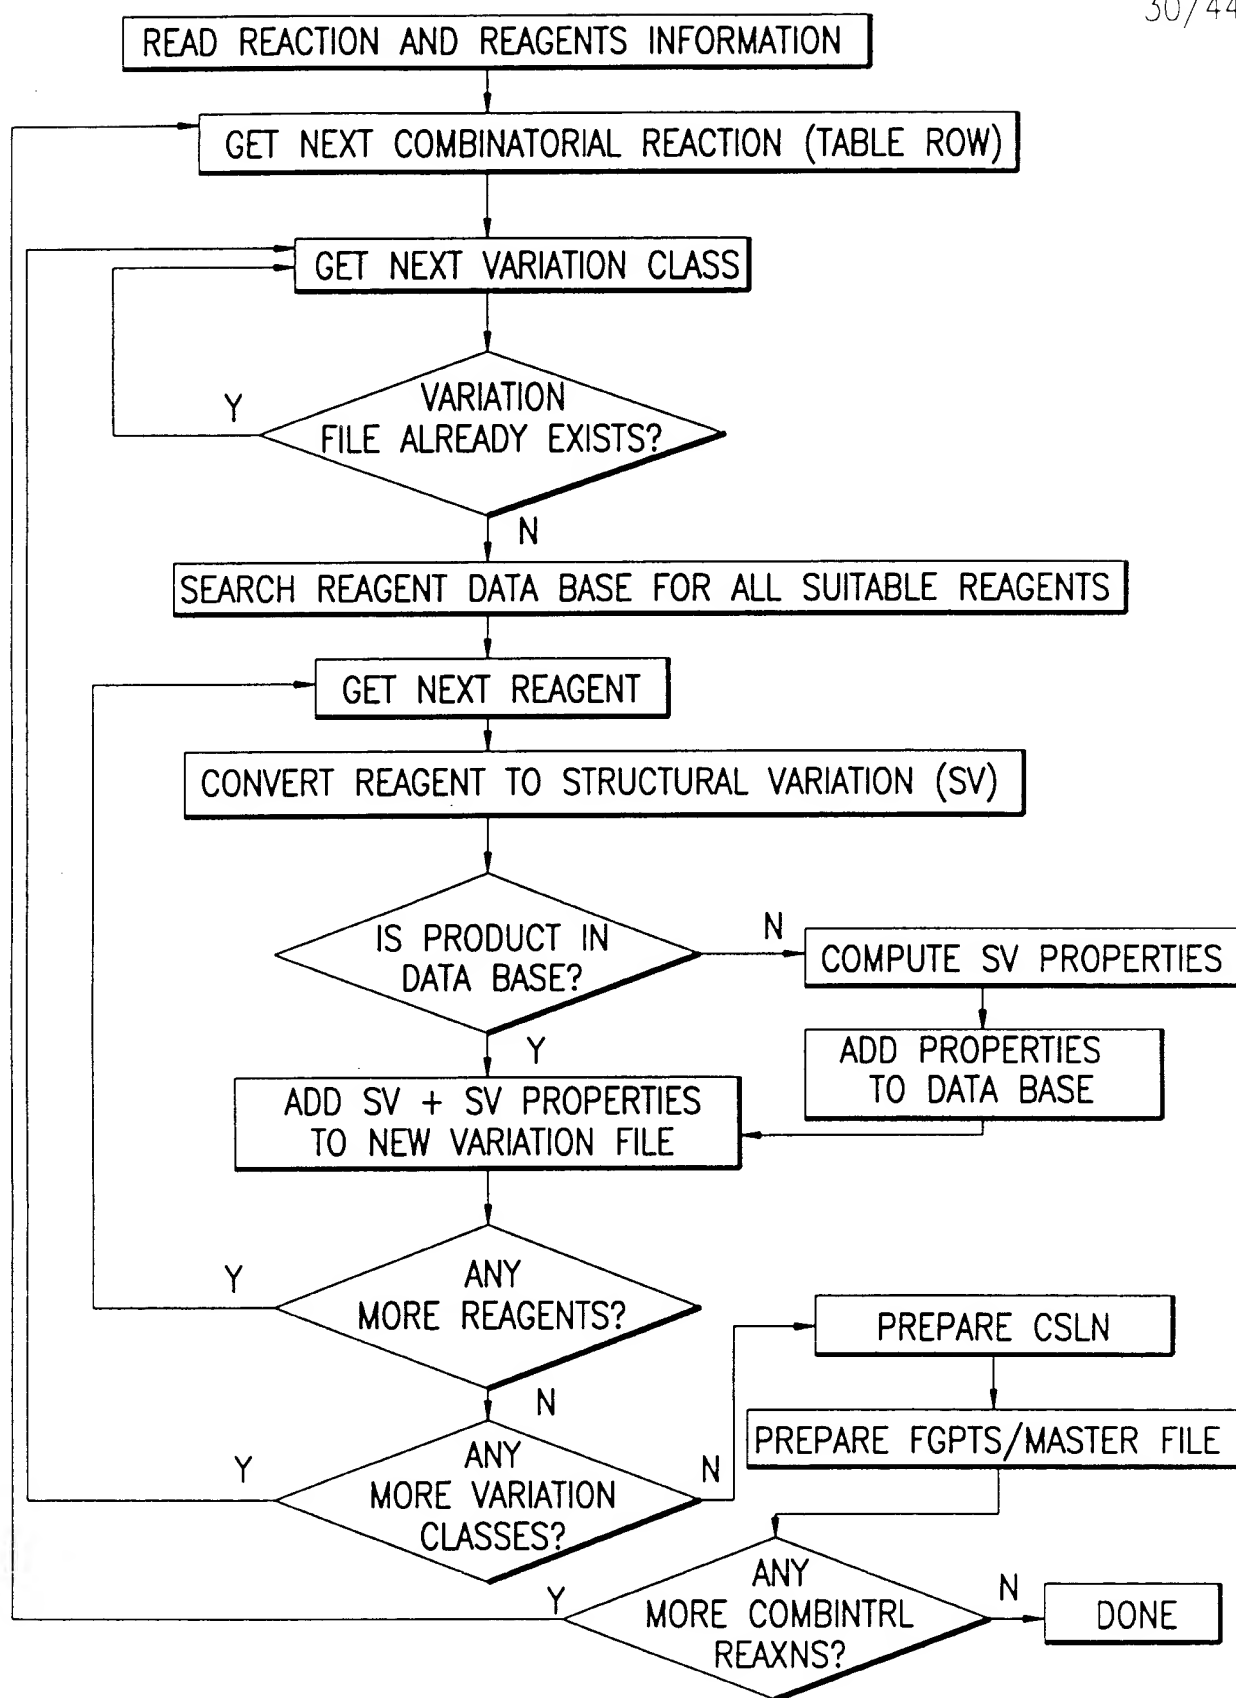 30/44
READ REACTION AND REAGENTS INFORMATION
GET NEXT COMBINATORIAL REACTION (TABLE ROW)
GET NEXT VARIATION CLASS
VARIATION
FILE ALREADY EXISTS?
Y
N
SEARCH REAGENT DATA BASE FOR ALL SUITABLE REAGENTS
GET NEXT REAGENT
CONVERT REAGENT TO STRUCTURAL VARIATION (SV)
IS PRODUCT IN
DATA BASE?
N
COMPUTE SV PROPERTIES
ADD PROPERTIES
TO DATA BASE
Y
ADD SV + SV PROPERTIES
TO NEW VARIATION FILE
ANY
MORE REAGENTS?
Y
N
ANY
MORE VARIATION
CLASSES?
Y
N
PREPARE CSLN
PREPARE FGPTS/MASTER FILE
ANY
MORE COMBINTRL
REAXNS?
Y
N
DONE